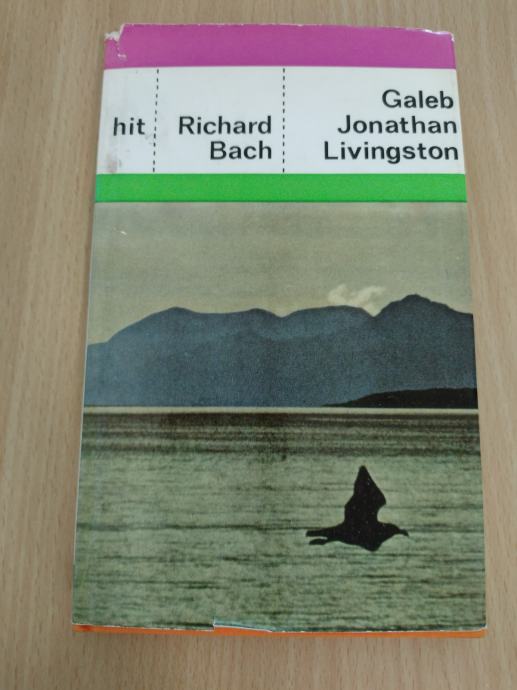 hit
Richard
Bach
Galeb
Jonathan
Livingston